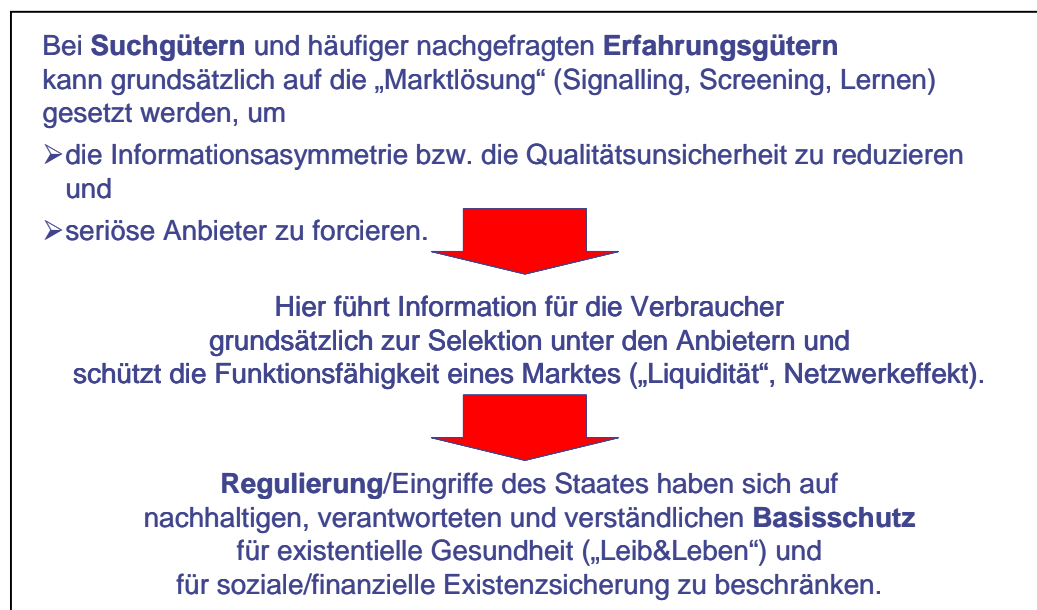 Bei Suchgütern und häufiger nachgefragten Erfahrungsgütern
kann grundsätzlich auf die „Marktlösung“ (Signalling, Screening, Lernen)
gesetzt werden, um
➢die Informationsasymmetrie bzw. die Qualitätsunsicherheit zu reduzieren
und
➢seriöse Anbieter zu forcieren.
Hier führt Information für die Verbraucher
grundsätzlich zur Selektion unter den Anbietern und
schützt die Funktionsfähigkeit eines Marktes („Liquidität“, Netzwerkeffekt).
Regulierung/Eingriffe des Staates haben sich auf
nachhaltigen, verantworteten und verständlichen Basisschutz
für existentielle Gesundheit („Leib&Leben“) und
für soziale/finanzielle Existenzsicherung zu beschränken.